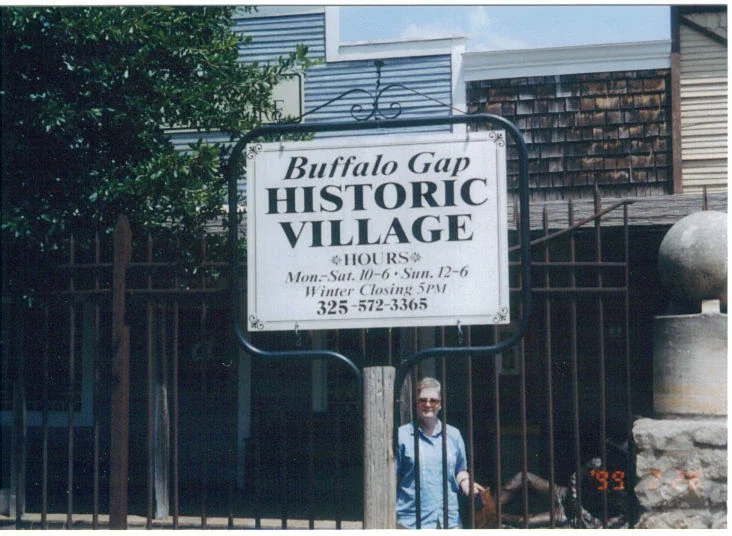 Buffalo Gap
HISTORIC
VILLAGE
❋HOURS❋
Mon.-Sat. 10-6 • Sun. 12-6
Winter Closing 5PM
325-572-3365